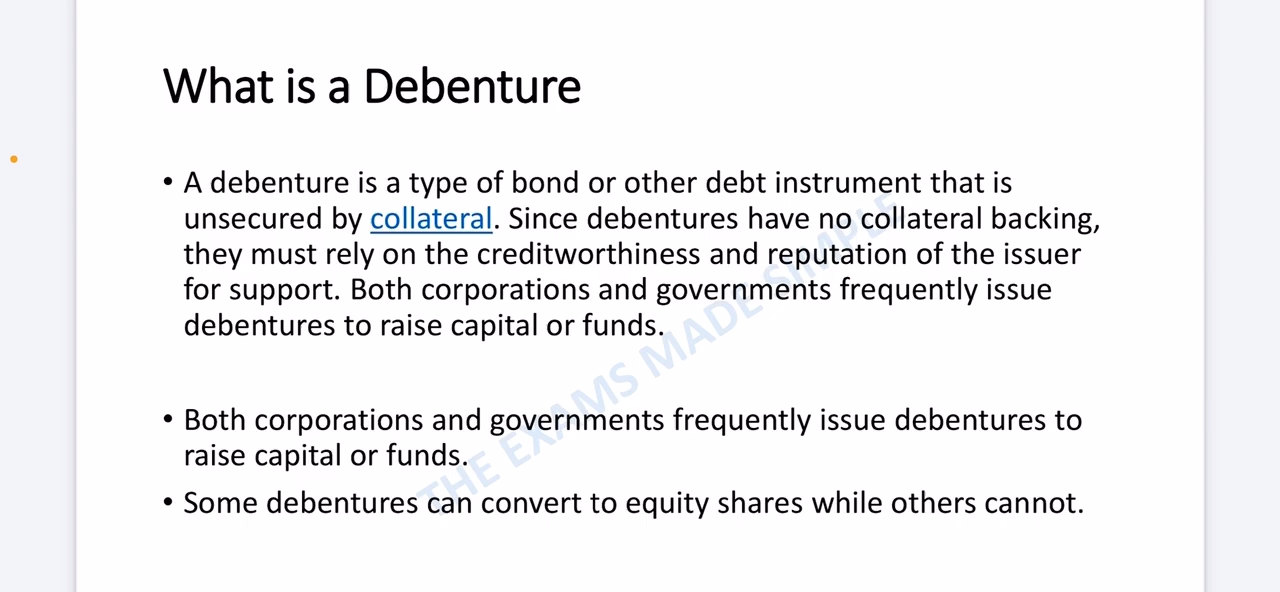 What is a Debenture
• A debenture is a type of bond or other debt instrument that is
unsecured by collateral. Since debentures have no collateral backing,
they must rely on the creditworthiness and reputation of the issuer
for support. Both corporations and governments frequently issue
debentures to raise capital or funds.
• Both corporations and governments frequently issue debentures to
raise capital or funds.
• Some debentures can convert to equity shares while others cannot.
THE EXAMS MADE SIMPLE